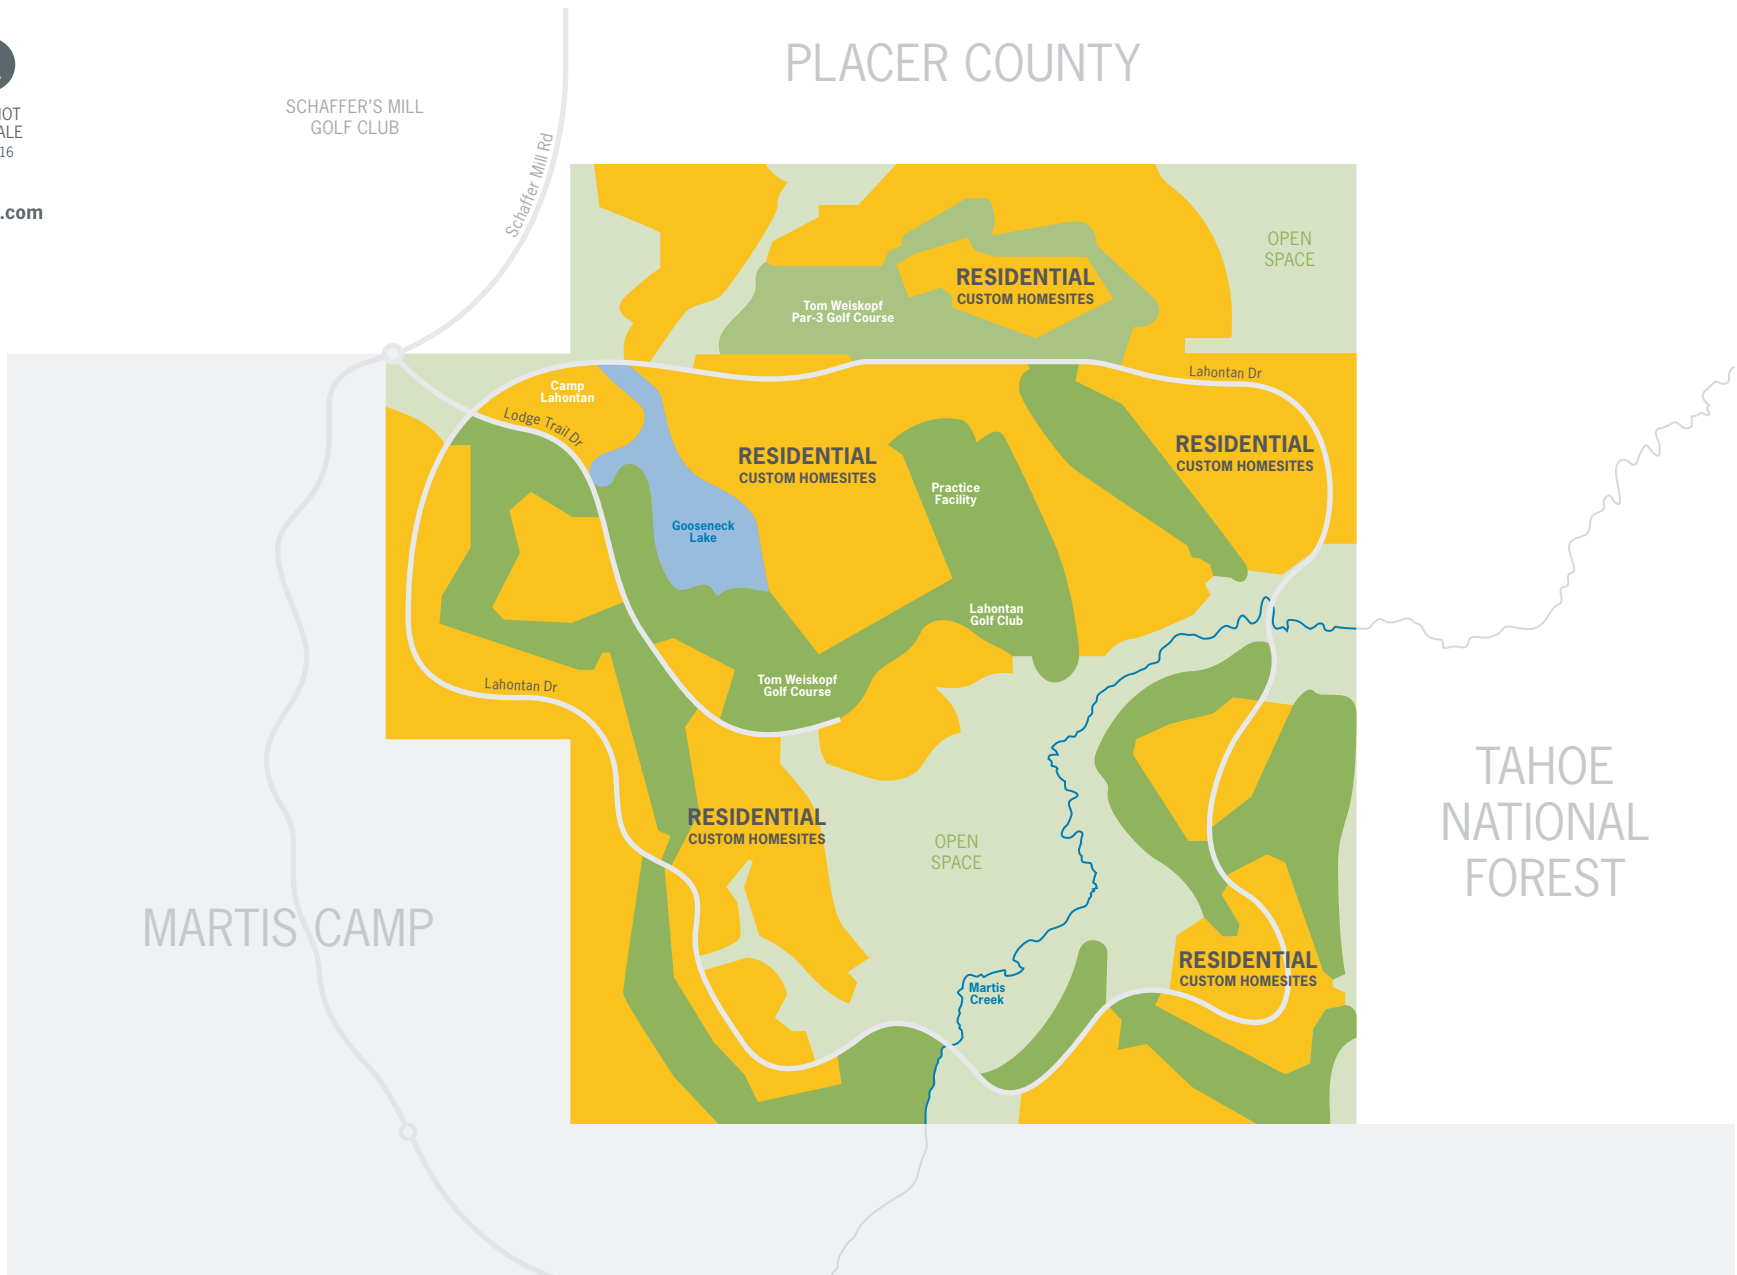 PLACER COUNTY
SCHAFFER'S MILL
GOLF CLUB
16
.com
Schaffer Mill Rd
OPEN
SPACE
RESIDENTIAL
CUSTOM HOMESITES
Tom Weiskopf
Par-3 Golf Course
Lahontan Dr
Camp
Lahontan
Lodge Trail Dr
RESIDENTIAL
CUSTOM HOMESITES
RESIDENTIAL
CUSTOM HOMESITES
Practice
Facility
Gooseneck
Lake
Lahontan
Golf Club
Lahontan Dr
Tom Weiskopf
Golf Course
TAHOE
NATIONAL
FOREST
RESIDENTIAL
CUSTOM HOMESITES
OPEN
SPACE
MARTIS CAMP
RESIDENTIAL
CUSTOM HOMESITES
Martis
Creek